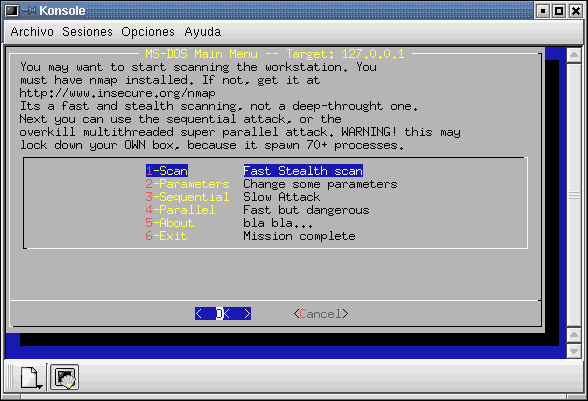 Konsole
Archivo Sesiones Opciones Ayuda
MS-DOS Main Menu -- Target: 127.0.0.1
You may want to start scanning the workstation. You
must have nmap installed. If not, get it at
http://www.insecure.org/nmap
Its a fast and stealth scanning, not a deep-throught one.
Next you can use the sequential attack, or the
overkill multithreaded super parallel attack. WARNING! this may
lock down your OWN box, because it spawn 70+ processes.
1-Scan Fast Stealth scan
2-Parameters Change some parameters
3-Sequential Slow Attack
4-Parallel Fast but dangerous
5-About bla bla...
6-Exit Mission complete
< OK > <Cancel>